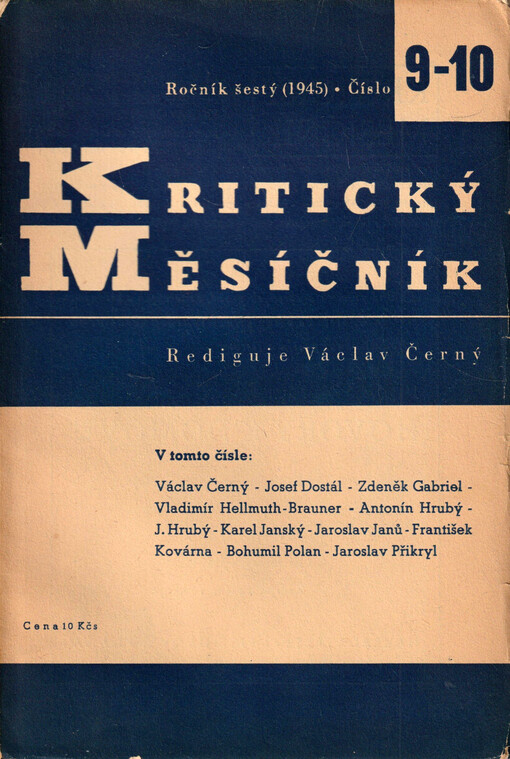 Ročník šestý (1945) • Číslo 9-10
KRITICKÝ
MĚSÍČNÍK
Rediguje Václav Černý
V tomto čísle:
Václav Černý - Josef Dostál - Zdeněk Gabriel -
Vladimír Hellmuth-Brauner - Antonín Hrubý -
J. Hrubý - Karel Janský - Jaroslav Janů - František
Kovárna - Bohumil Polan - Jaroslav Přikryl
Cena 10 Kčs